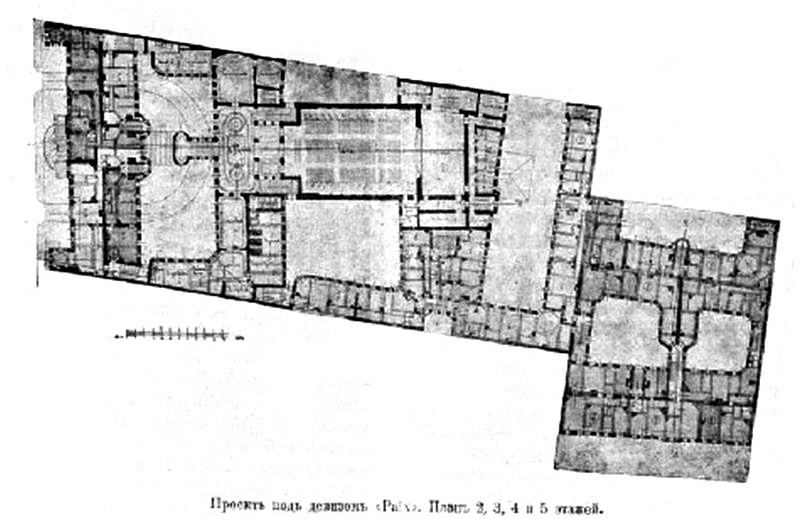 Проектъ подъ девизомъ «Paix». Планъ 2, 3, 4 и 5 этажей.